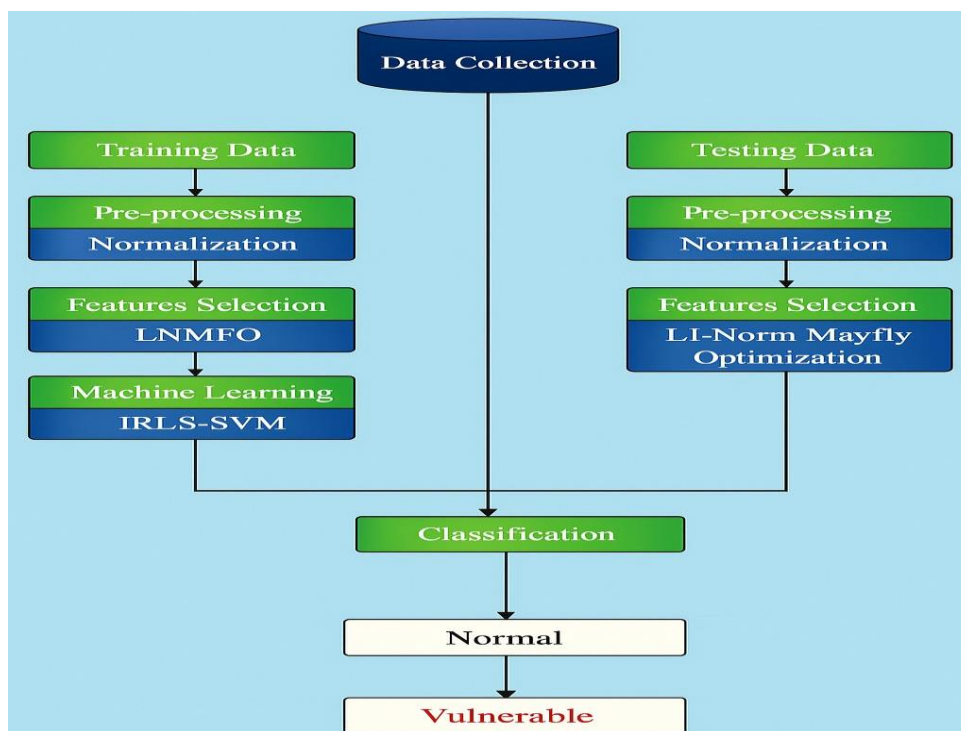 Data Collection
Training Data
Pre-processing
Normalization
Features Selection
LNMFO
Machine Learning
IRLS-SVM
Testing Data
Pre-processing
Normalization
Features Selection
LI-Norm Mayfly
Optimization
Classification
Normal
Vulnerable